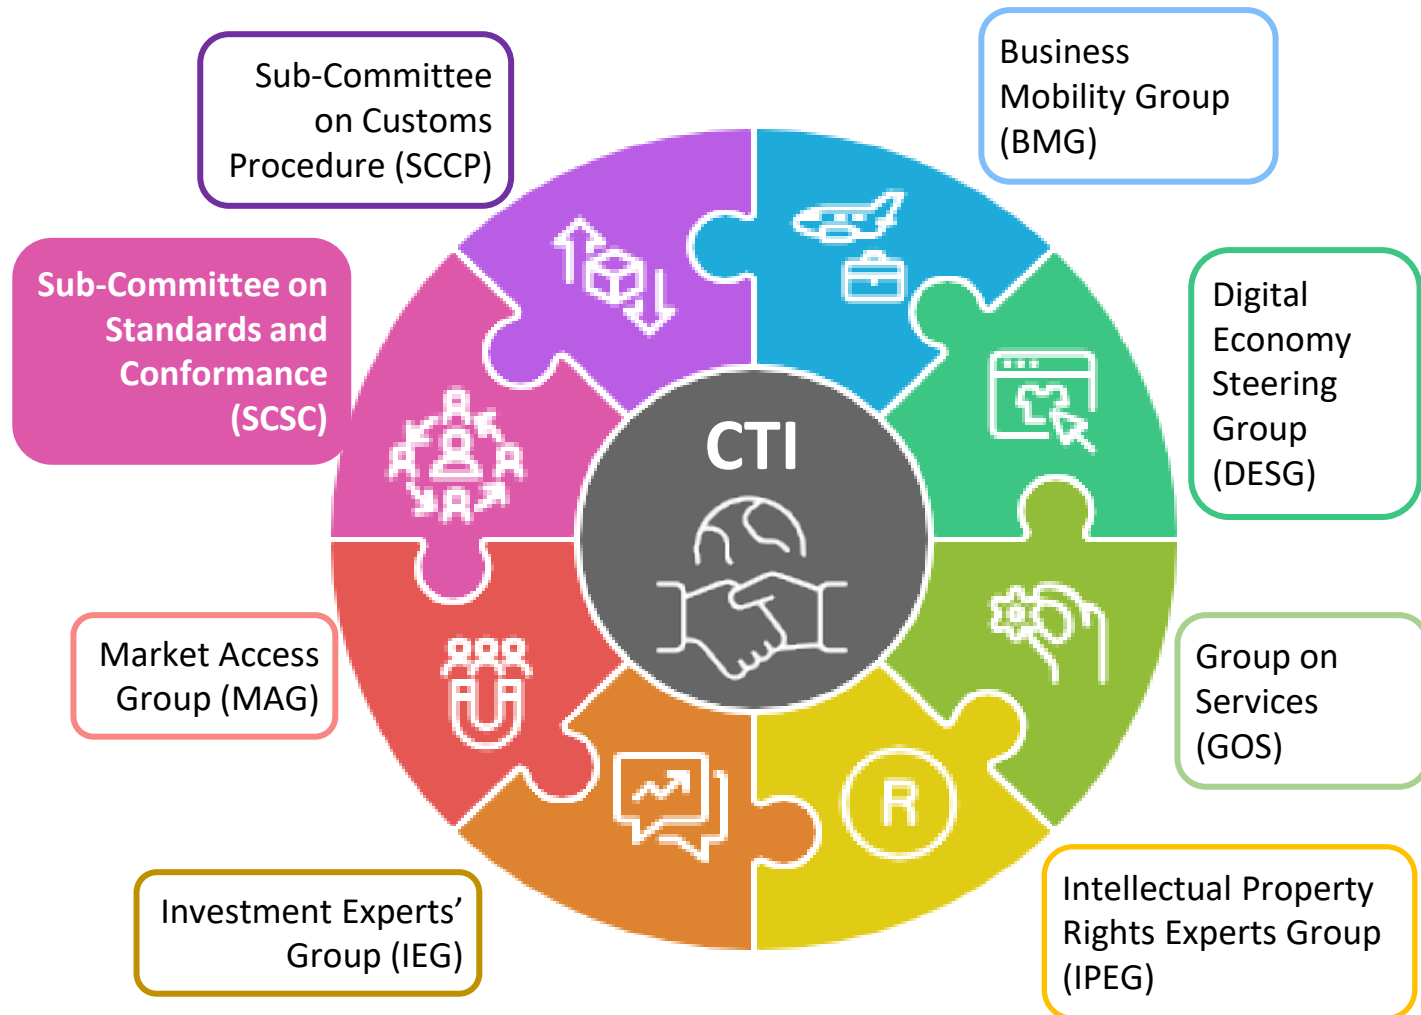 Sub-Committee
on Customs
Procedure (SCCP)
Business
Mobility Group
(BMG)
Sub-Committee on
Standards and
Conformance
(SCSC)
Digital
Economy
Steering
Group
(DESG)
CTI
Market Access
Group (MAG)
Group on
Services
(GOS)
R
Investment Experts’
Group (IEG)
Intellectual Property
Rights Experts Group
(IPEG)